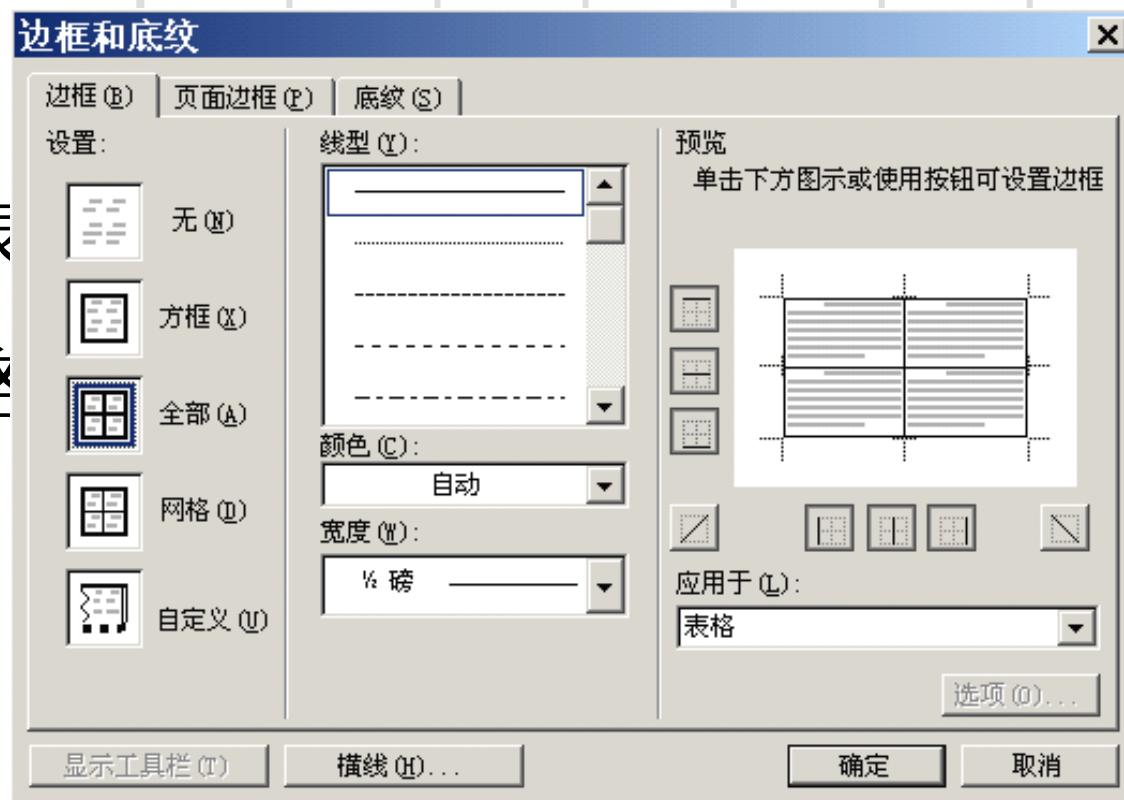 边框和底纹
边框(B) 页面边框(P) 底纹(S)
设置:
无(N)
方框(X)
全部(A)
网格(D)
自定义(U)
线型(Y):
颜色(C):
自动
宽度(W):
½ 磅
预览
单击下方图示或使用按钮可设置边框
应用于(L):
表格
选项(O)...
显示工具栏(T) 横线(H)... 确定 取消